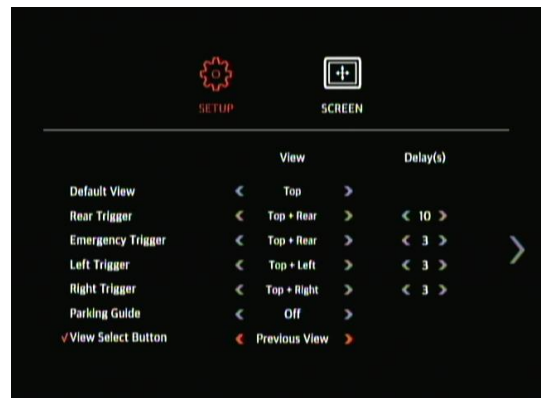 SETUP SCREEN
View Delay(s)
Default View < Top >
Rear Trigger < Top + Rear > < 10 >
Emergency Trigger < Top + Rear > < 3 >
Left Trigger < Top + Left > < 3 >
Right Trigger < Top + Right > < 3 >
Parking Guide < Off >
√View Select Button < Previous View >